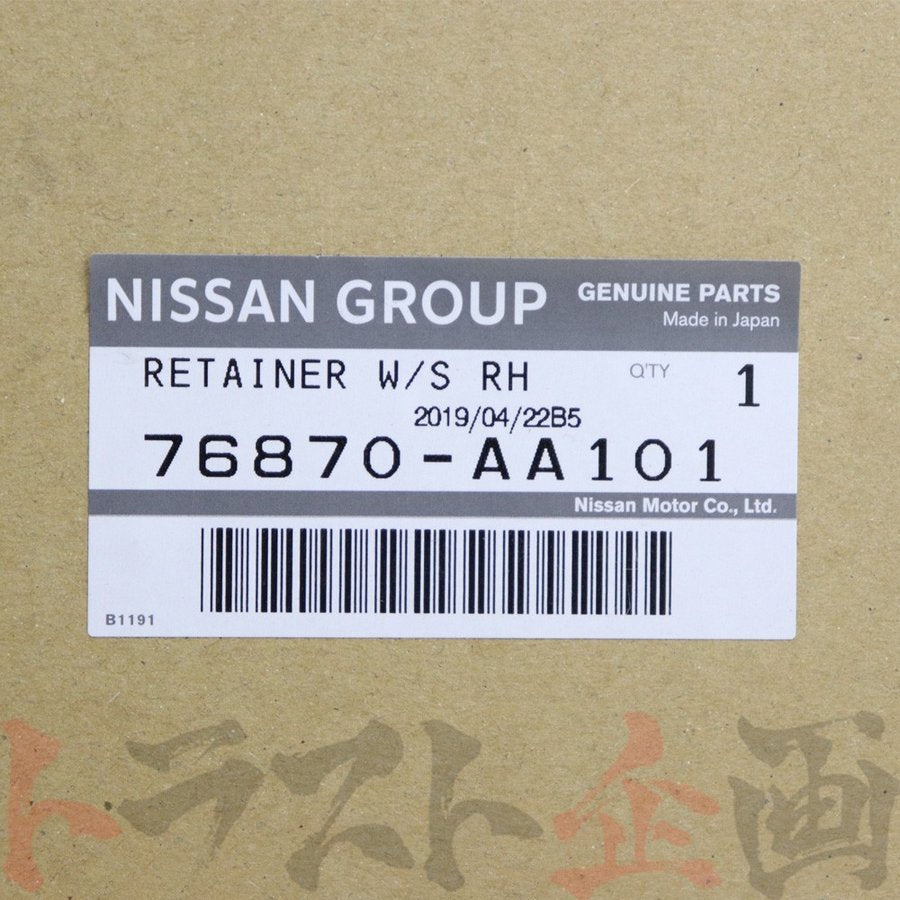 NISSAN GROUP
GENUINE PARTS
Made in Japan
RETAINER W/S RH
Q'TY 1
2019/04/22B5
76870-AA101
Nissan Motor Co., Ltd.
B1191
トラスト企画